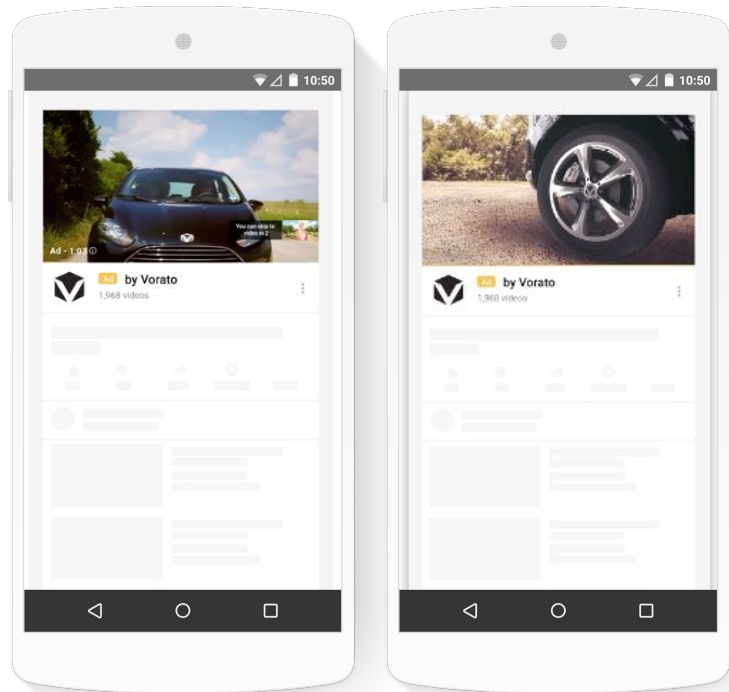 10:50
You can skip to
video in 2
Ad - 1:03
Ad by Vorato
1,968 videos
10:50
Ad by Vorato
1,968 videos